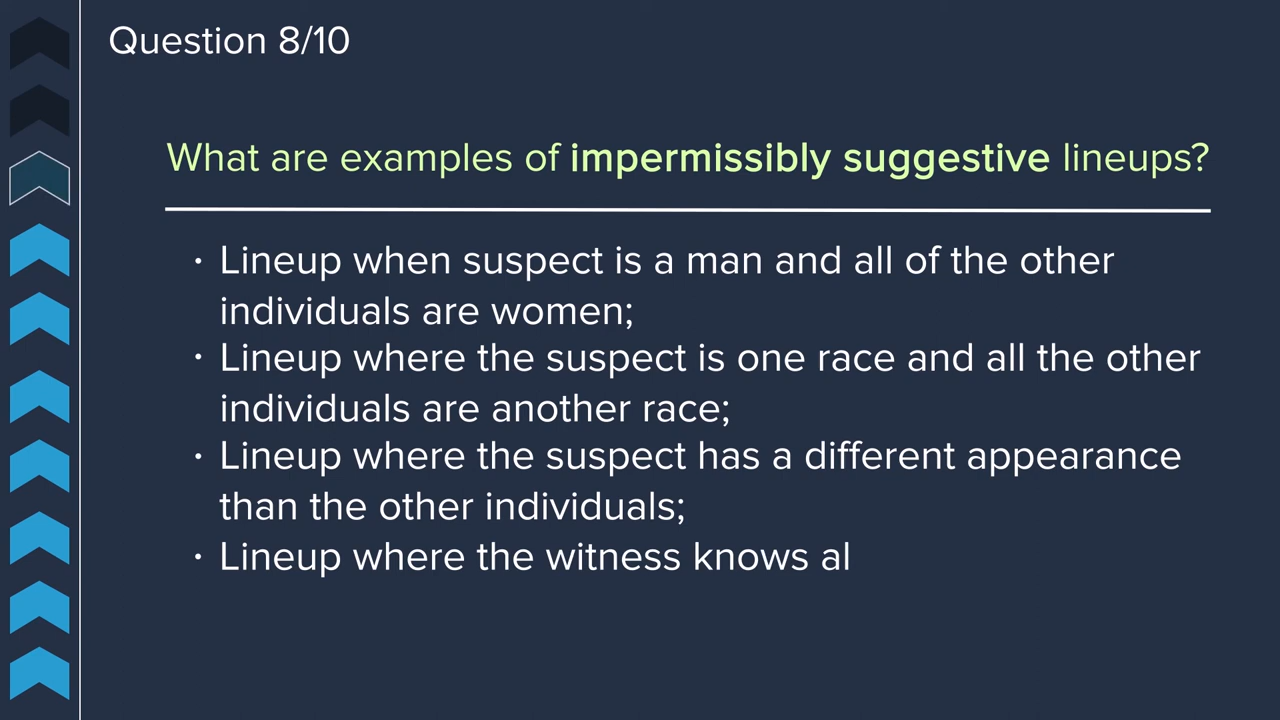 Question 8/10
What are examples of impermissibly suggestive lineups?
· Lineup when suspect is a man and all of the other
individuals are women;
· Lineup where the suspect is one race and all the other
individuals are another race;
· Lineup where the suspect has a different appearance
than the other individuals;
· Lineup where the witness knows al